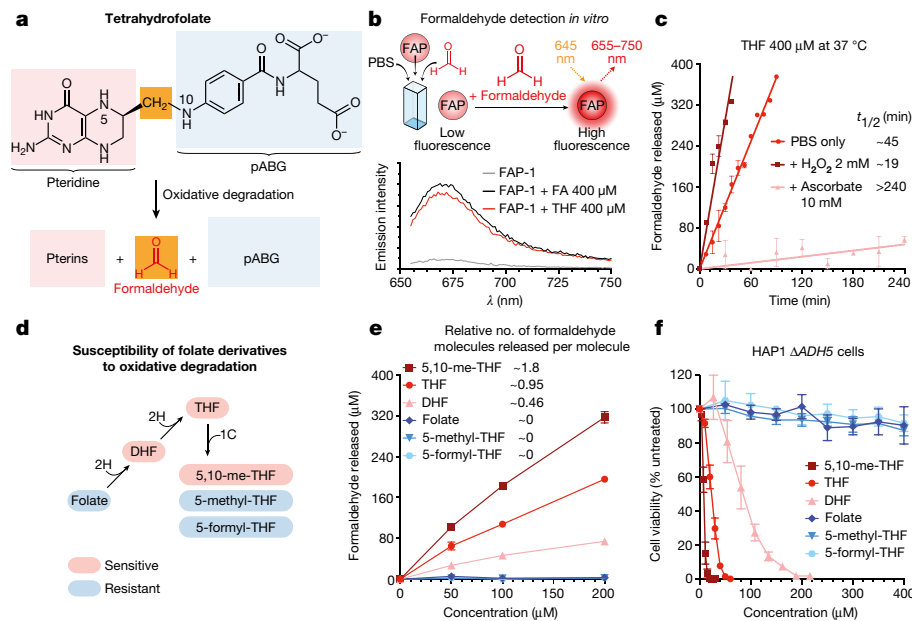 a
Tetrahydrofolate
O
O⁻
O
10
N
H
O
N
H
O
O⁻
O
HN
H₂N
N
N
H
H
N
5
CH₂
Pteridine
pABG
Oxidative degradation
Pterins
+
O
H
H
Formaldehyde
+
pABG
b
Formaldehyde detection in vitro
FAP
PBS
O
H
H
O
H
H
+ Formaldehyde
645
nm
655–750
nm
FAP
FAP
Low
fluorescence
High
fluorescence
FAP-1
FAP-1 + FA 400 µM
FAP-1 + THF 400 µM
Emission intensity
650
675
700
725
750
λ (nm)
c
THF 400 µM at 37 °C
Formaldehyde released (µM)
400
320
240
160
80
0
t1/2 (min)
PBS only
~45
+ H₂O₂ 2 mM
~19
+ Ascorbate
10 mM
>240
0
60
120
180
240
Time (min)
d
Susceptibility of folate derivatives
to oxidative degradation
THF
2H
1C
DHF
2H
Folate
5,10-me-THF
5-methyl-THF
5-formyl-THF
Sensitive
Resistant
e
Relative no. of formaldehyde
molecules released per molecule
5,10-me-THF ~1.8
THF ~0.95
DHF ~0.46
Folate ~0
5-methyl-THF ~0
5-formyl-THF ~0
Formaldehyde released (µM)
400
320
240
160
80
0
0
50
100
150
200
Concentration (µM)
f
HAP1 ΔADH5 cells
Cell viability (% untreated)
120
100
80
60
40
20
0
5,10-me-THF
THF
DHF
Folate
5-methyl-THF
5-formyl-THF
0
100
200
300
400
Concentration (µM)